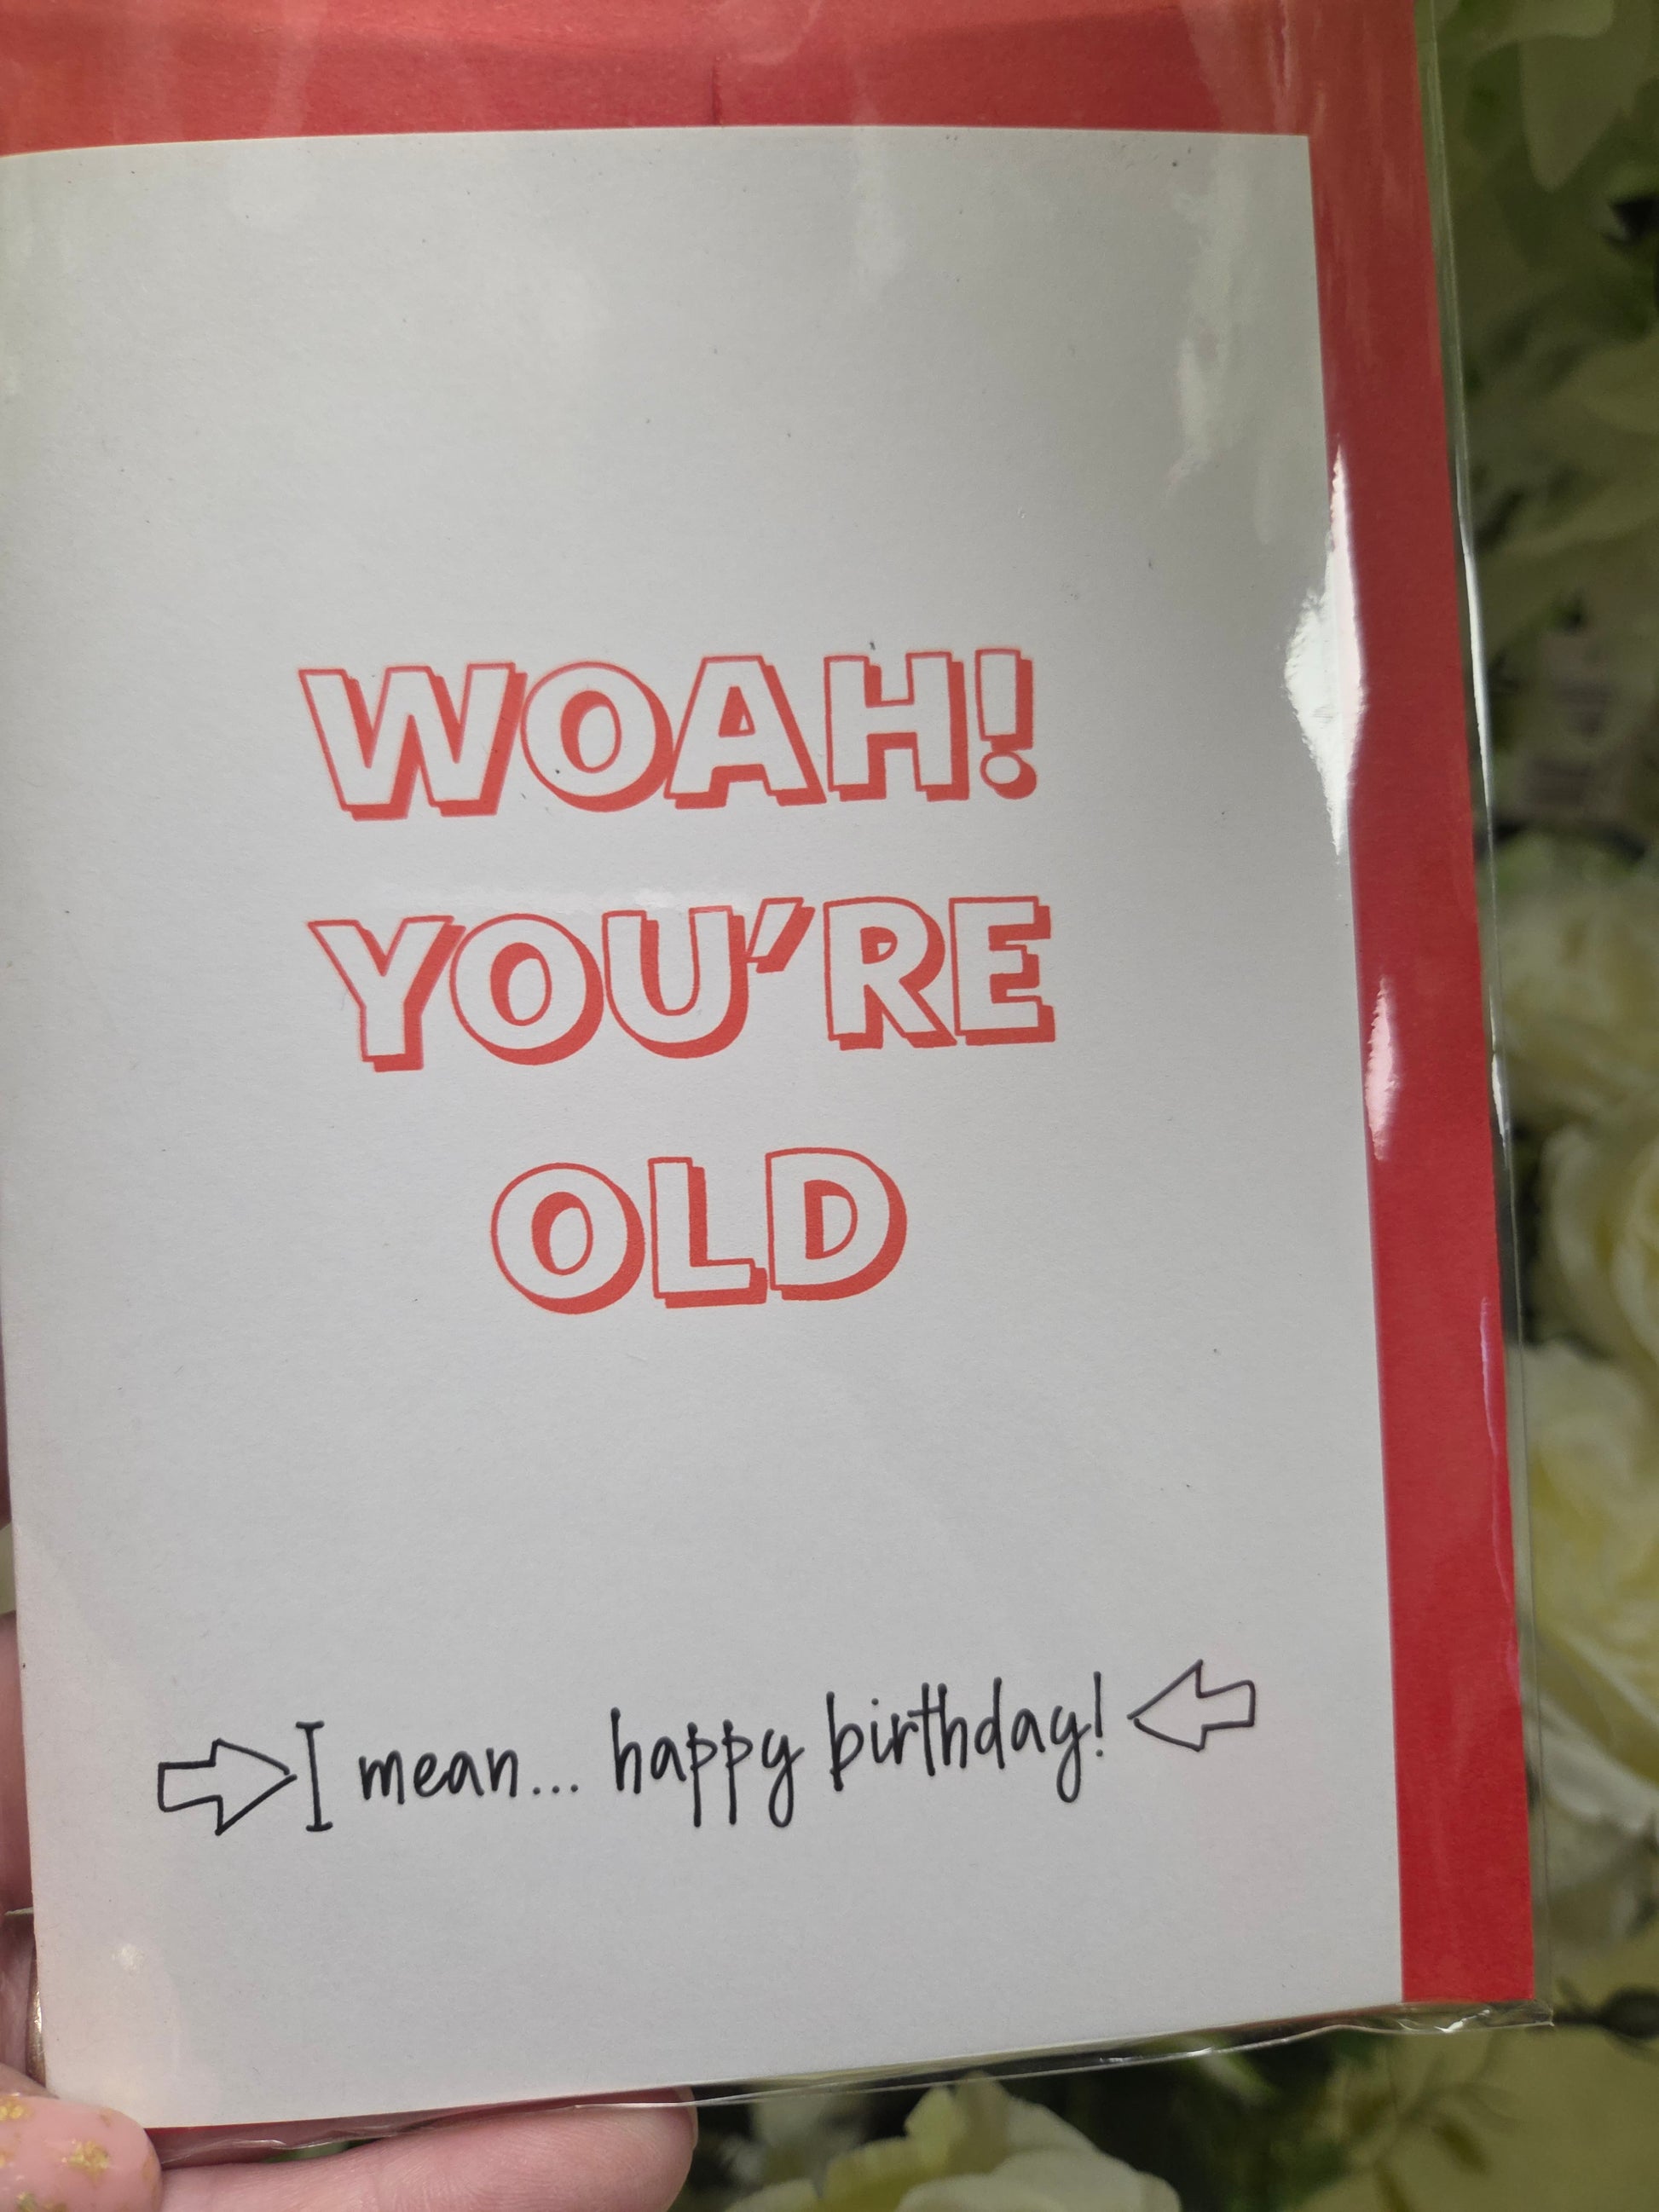 WOAH!
YOU'RE
OLD
I mean... happy birthday!